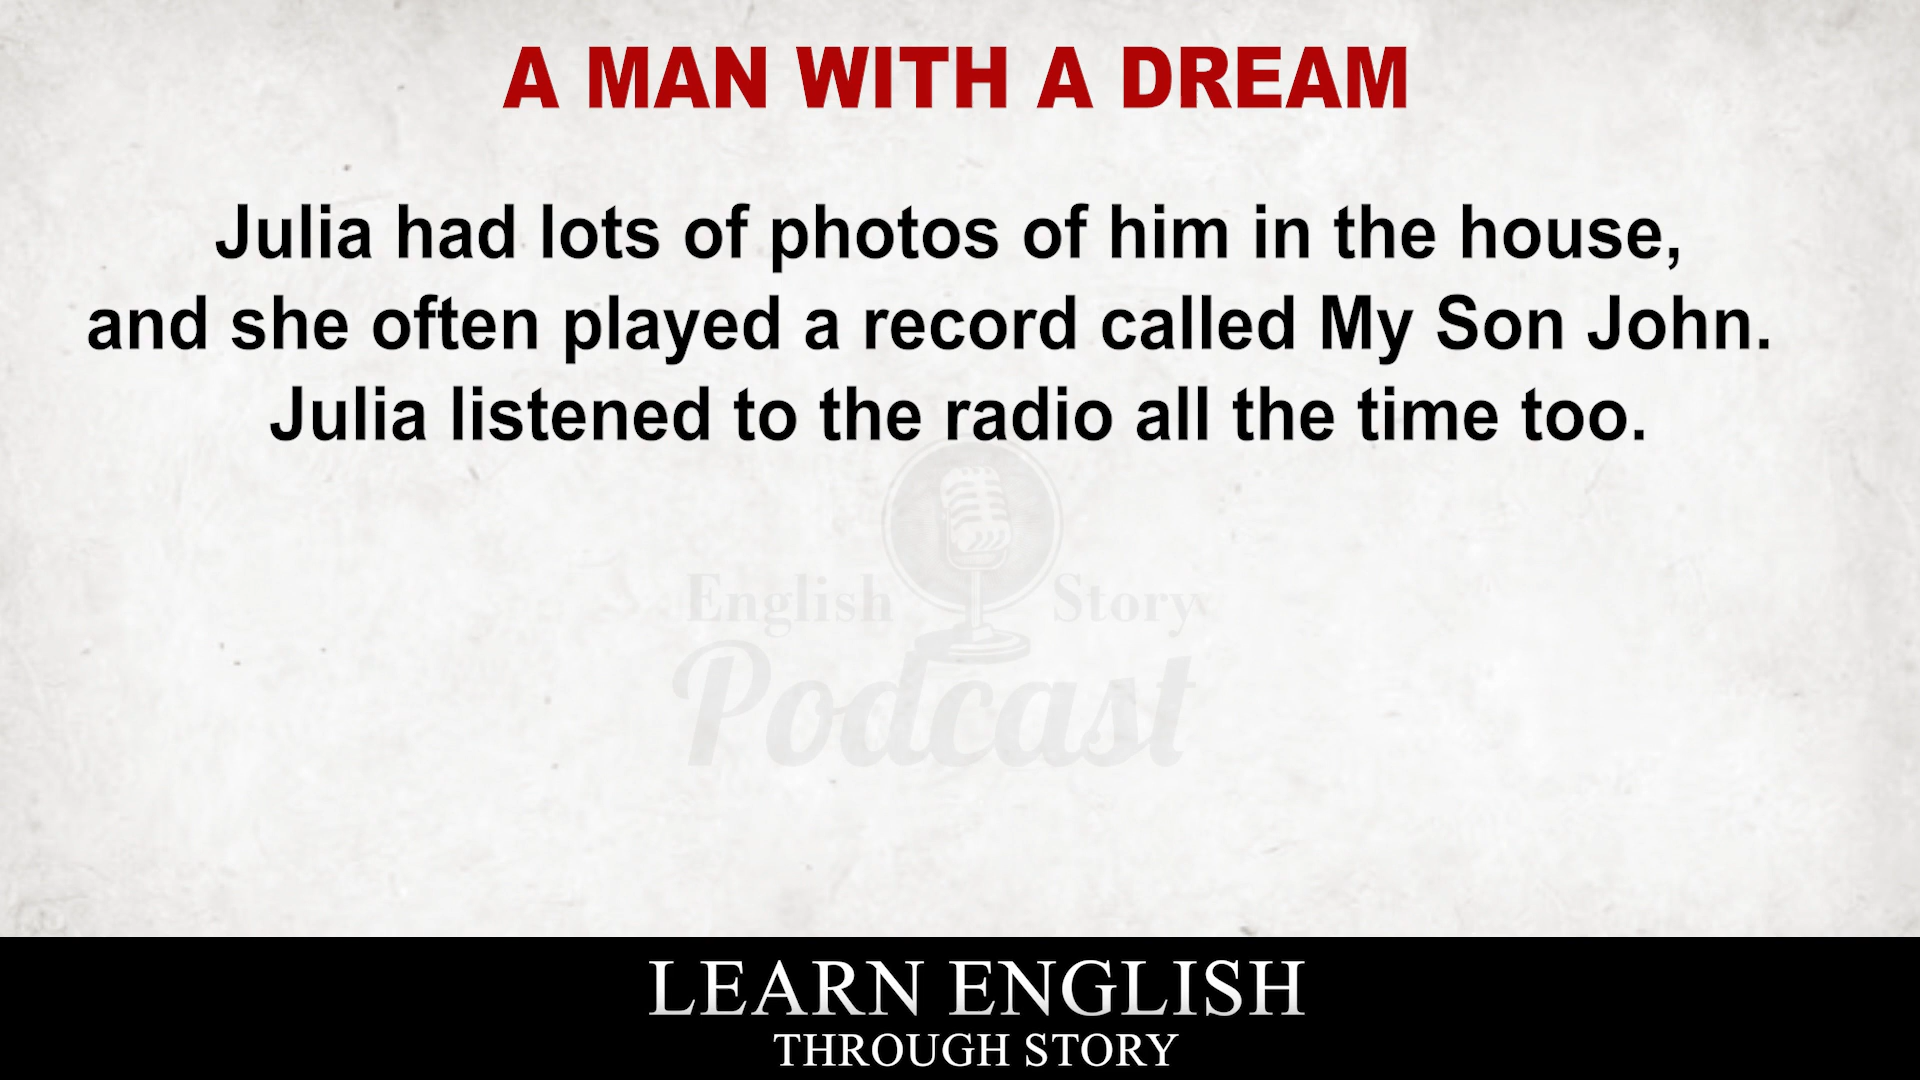 A MAN WITH A DREAM
Julia had lots of photos of him in the house,
and she often played a record called My Son John.
Julia listened to the radio all the time too.
English Story
Podcast
LEARN ENGLISH
THROUGH STORY